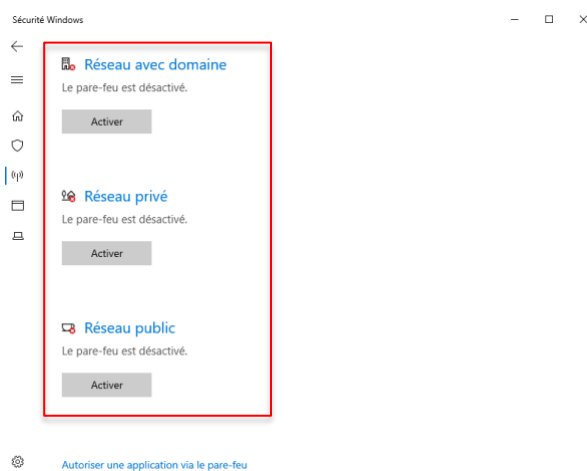 Sécurité Windows
Réseau avec domaine
Le pare-feu est désactivé.
Activer
Réseau privé
Le pare-feu est désactivé.
Activer
Réseau public
Le pare-feu est désactivé.
Activer
Autoriser une application via le pare-feu